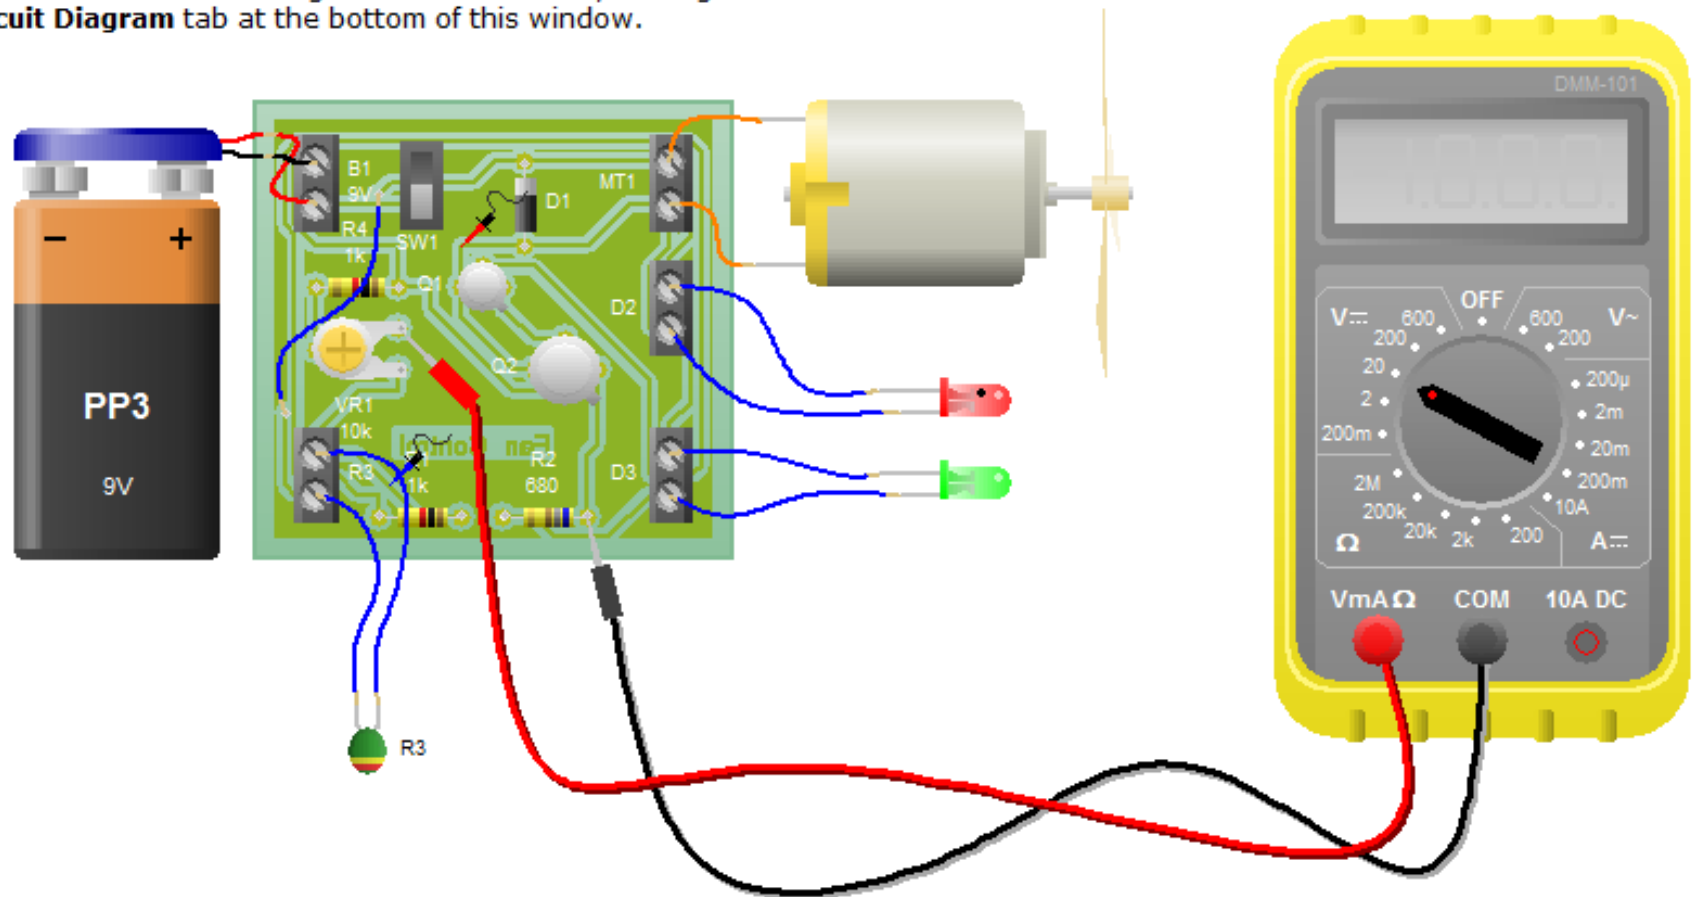 cuit Diagram tab at the bottom of this window.
DMM-101
B1
9V
MT1
D1
R4
1k
SW1
Q1
D2
Q2
VR1
10k
R3
1k
R2
680
D3
PP3
9V
R3
OFF
V
600
200
20
2
200m
2M
200k
20k
2k
200
Ω
600
200
V~
200µ
2m
20m
200m
10A
A
VmAΩ
COM
10A DC